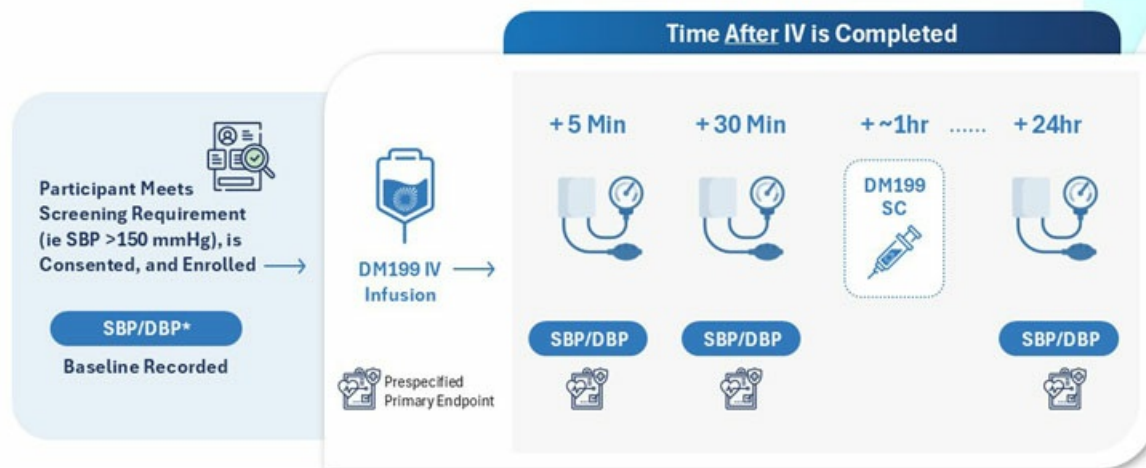 Time After IV is Completed
Participant Meets
Screening Requirement
(ie SBP >150 mmHg), is
Consented, and Enrolled
SBP/DBP*
Baseline Recorded
DM199 IV
Infusion
Prespecified
Primary Endpoint
+ 5 Min
+ 30 Min
+ ~1hr ...... + 24hr
DM199
SC
SBP/DBP
SBP/DBP
SBP/DBP